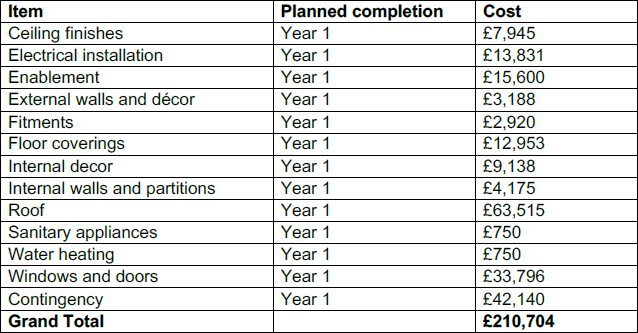 Item Planned completion Cost
Ceiling finishes Year 1 £7,945
Electrical installation Year 1 £13,831
Enablement Year 1 £15,600
External walls and décor Year 1 £3,188
Fitments Year 1 £2,920
Floor coverings Year 1 £12,953
Internal decor Year 1 £9,138
Internal walls and partitions Year 1 £4,175
Roof Year 1 £63,515
Sanitary appliances Year 1 £750
Water heating Year 1 £750
Windows and doors Year 1 £33,796
Contingency Year 1 £42,140
Grand Total £210,704